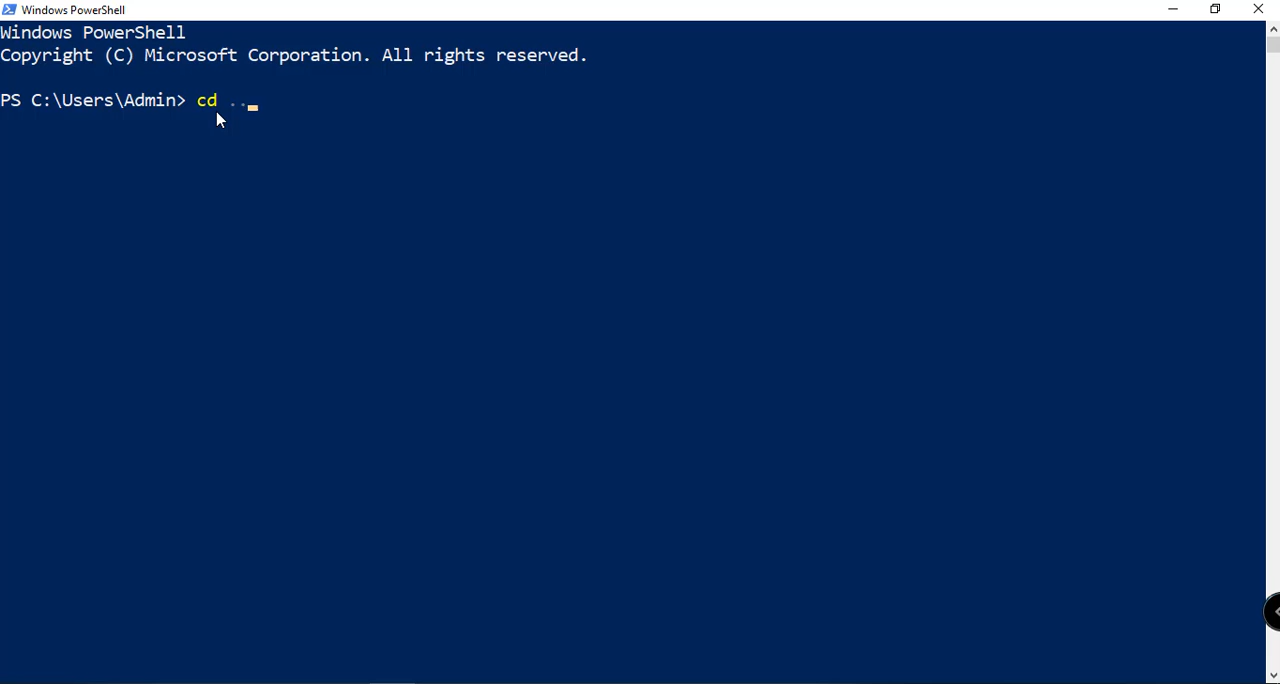 Windows PowerShell
Windows PowerShell
Copyright (C) Microsoft Corporation. All rights reserved.
PS C:\Users\Admin> cd ..